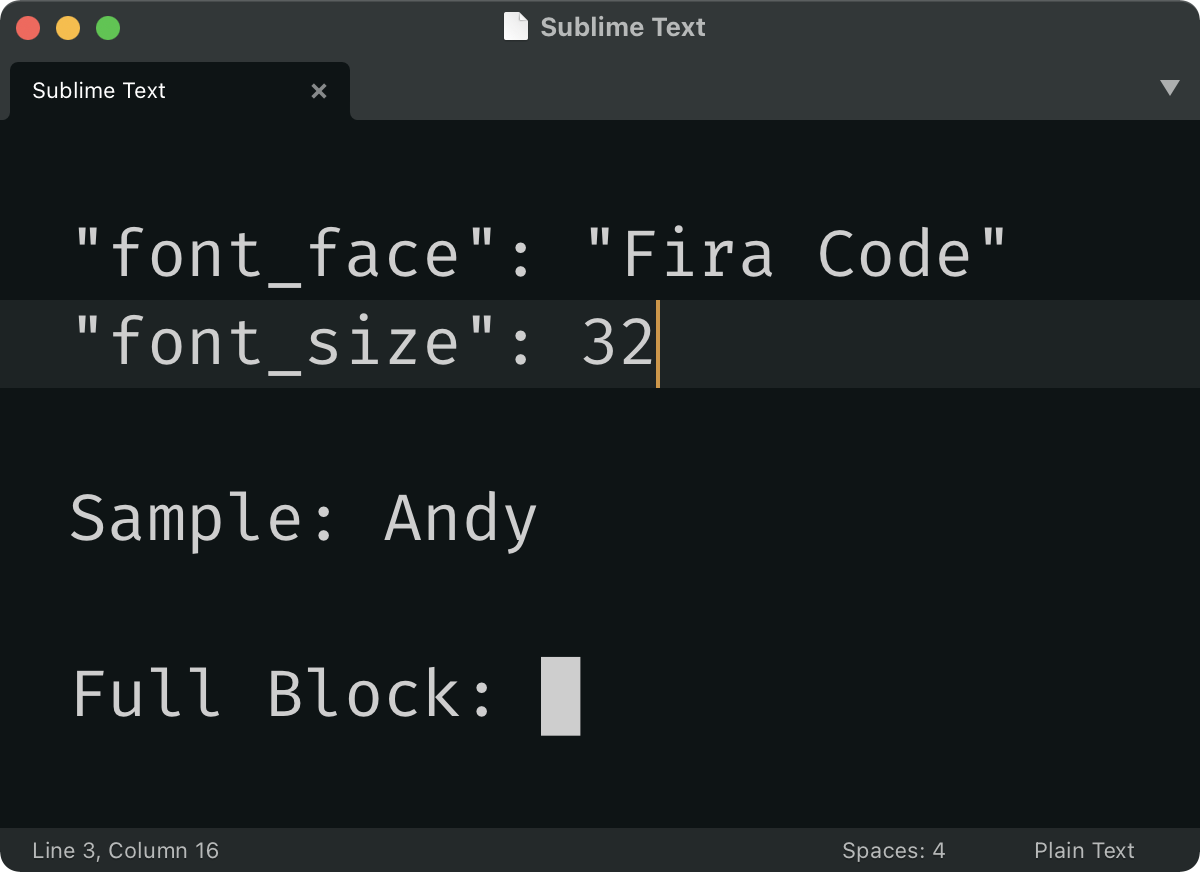 Sublime Text
Sublime Text
"font_face": "Fira Code"
"font_size": 32
Sample: Andy
Full Block: █
Line 3, Column 16
Spaces: 4
Plain Text